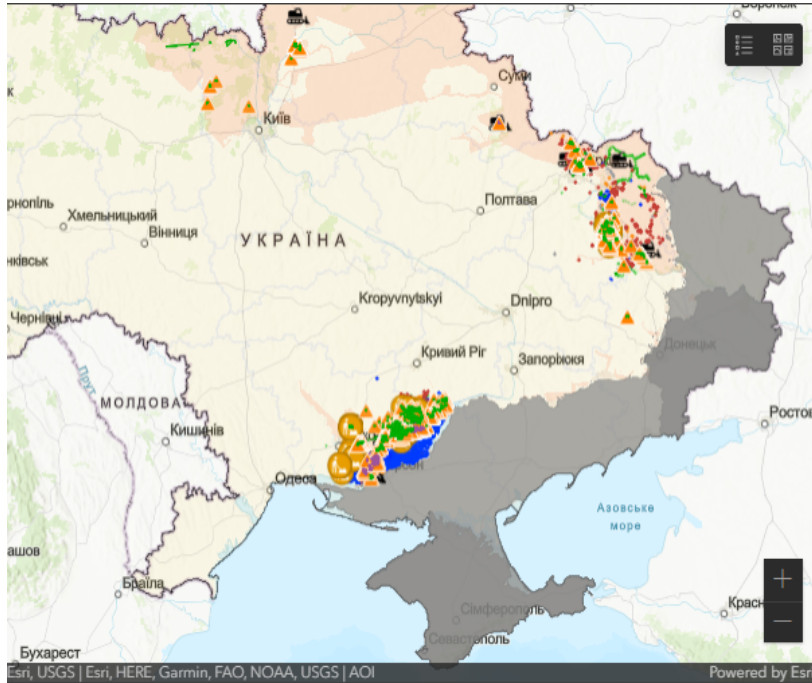 Суми
Київ
рнопіль
Хмельницький
Полтава
Вінниця
УКРАЇНА
нківськ
Kropyvnytskyi
Dnipro
Чернівці
Кривий Ріг
Запоріжжя
Донецьк
Прут
МОЛДОВА
Ростов
Кишинів
Одеса
Азовське
море
ашов
Браїла
Сімферополь
Красн
Севастополь
Бухарест
Esri, USGS | Esri, HERE, Garmin, FAO, NOAA, USGS | AOI
Powered by Esr